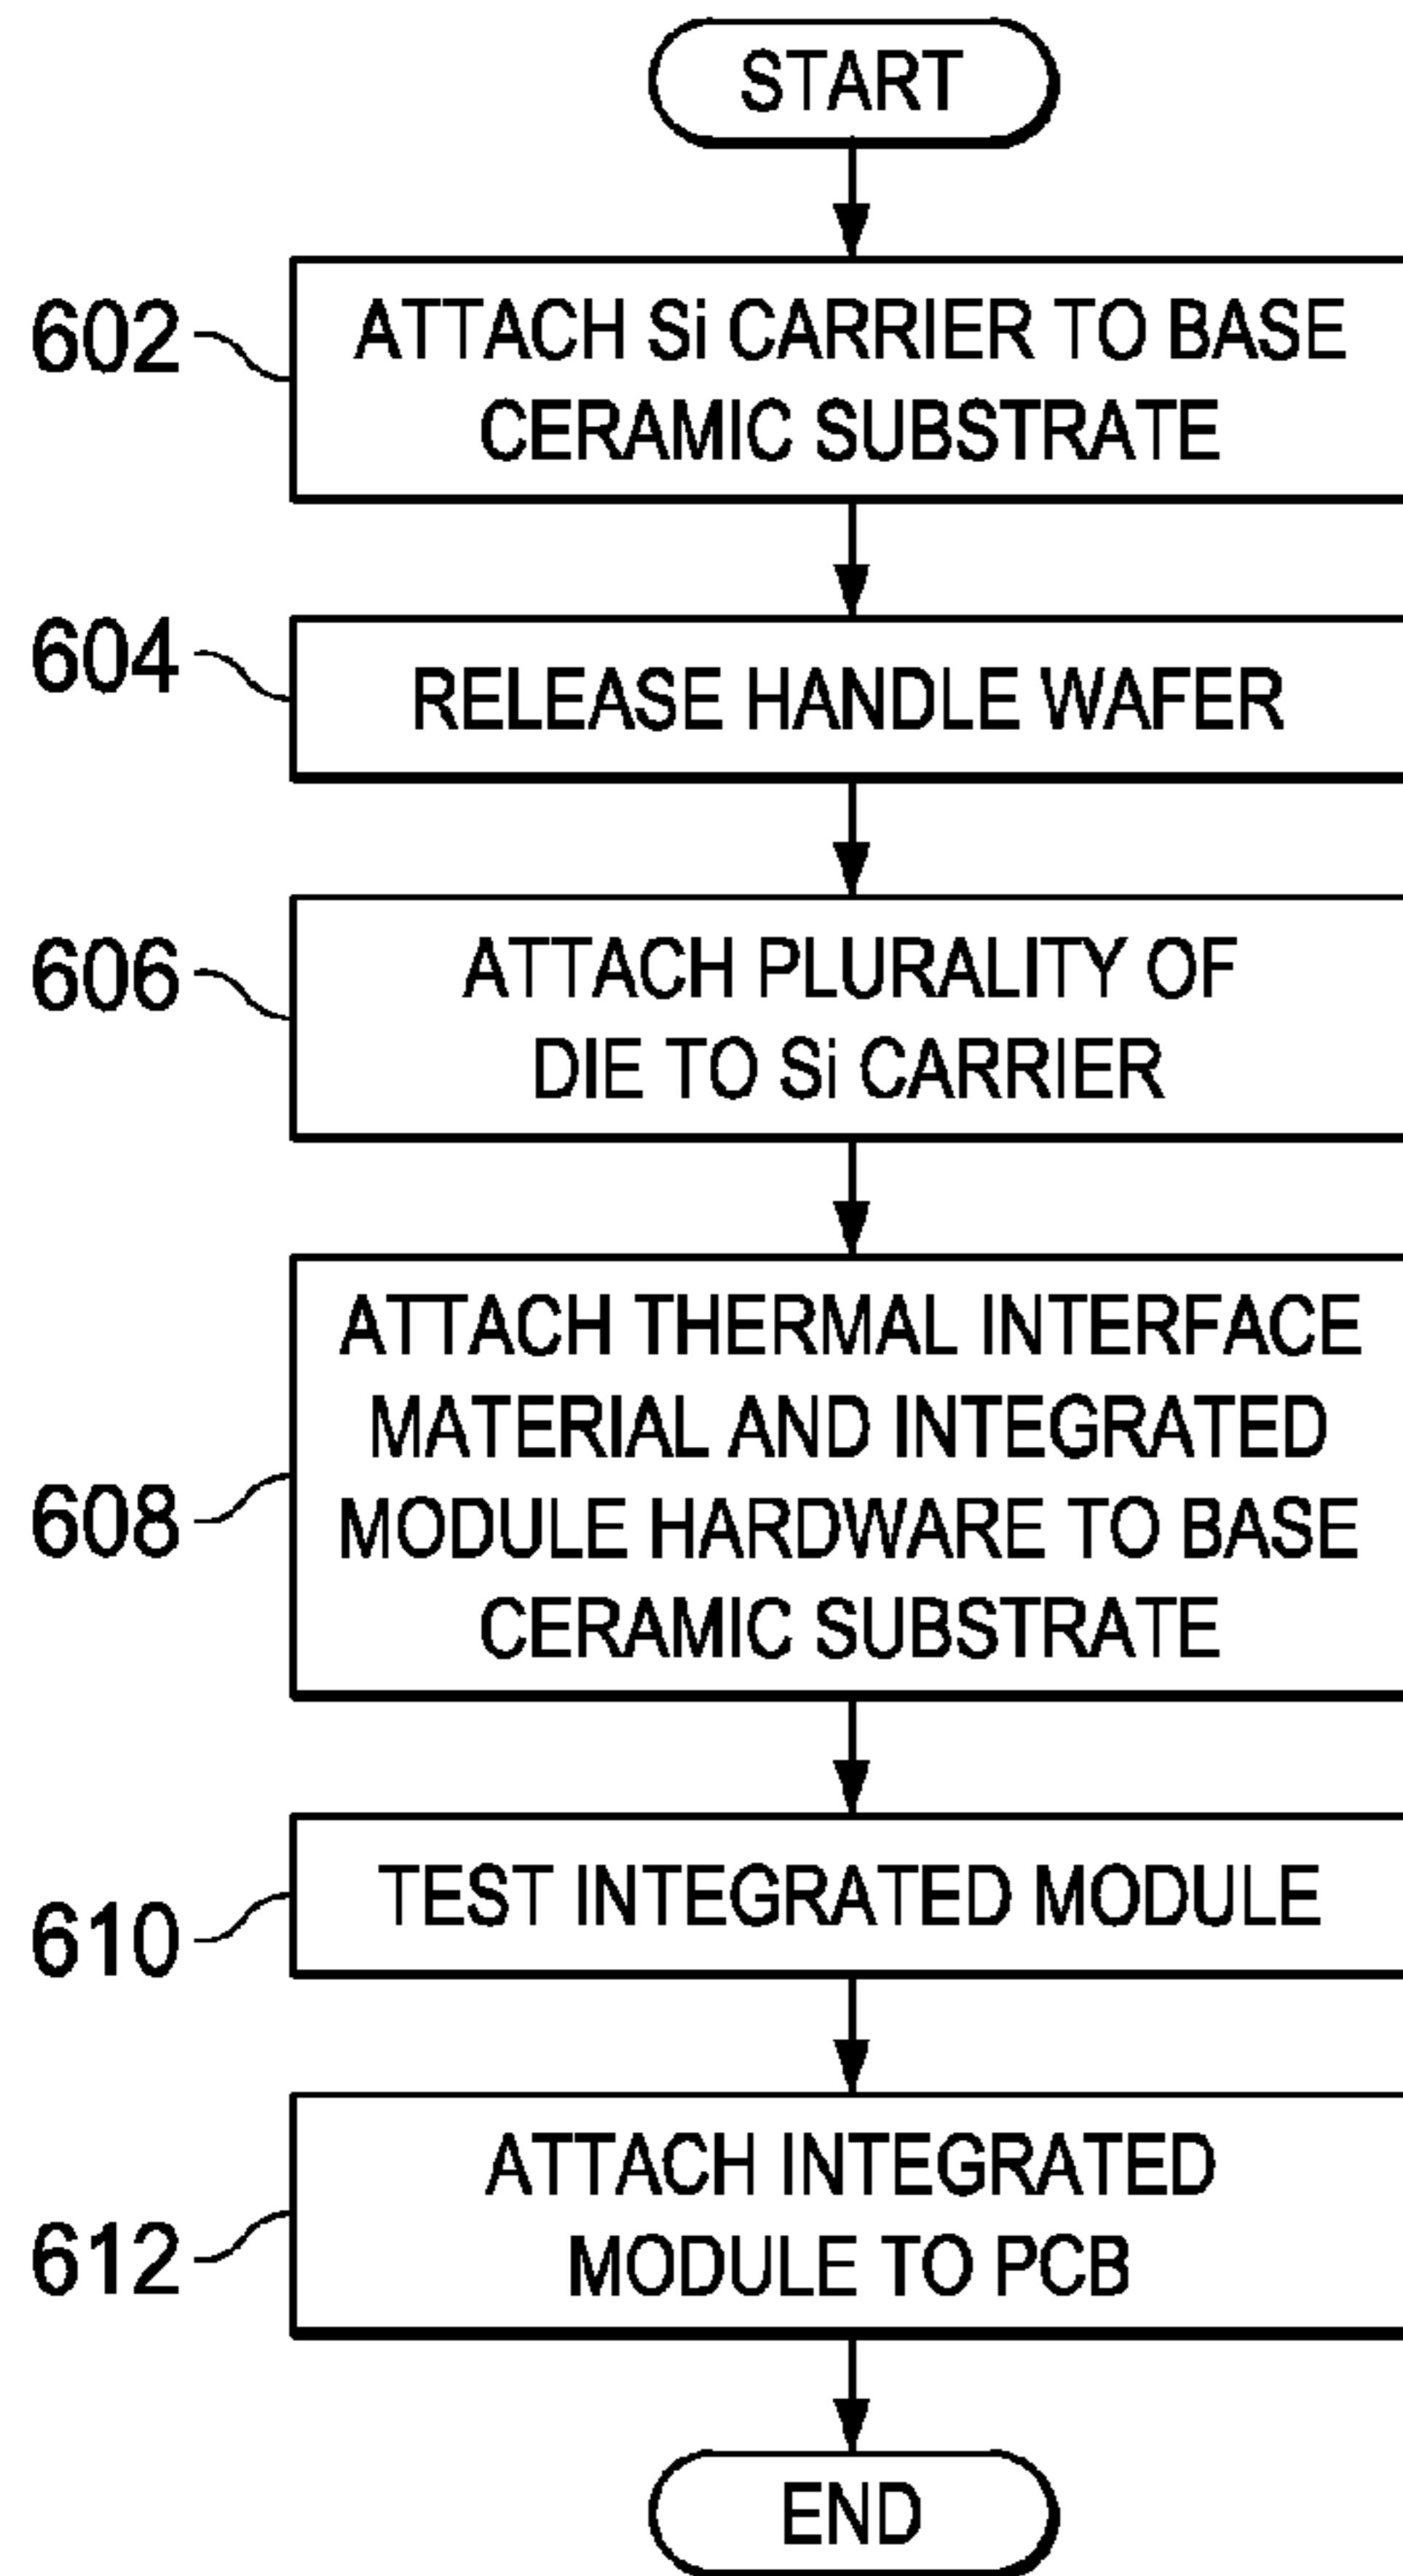 START
602
ATTACH Si CARRIER TO BASE
CERAMIC SUBSTRATE
604
RELEASE HANDLE WAFER
606
ATTACH PLURALITY OF
DIE TO Si CARRIER
608
ATTACH THERMAL INTERFACE
MATERIAL AND INTEGRATED
MODULE HARDWARE TO BASE
CERAMIC SUBSTRATE
610
TEST INTEGRATED MODULE
612
ATTACH INTEGRATED
MODULE TO PCB
END